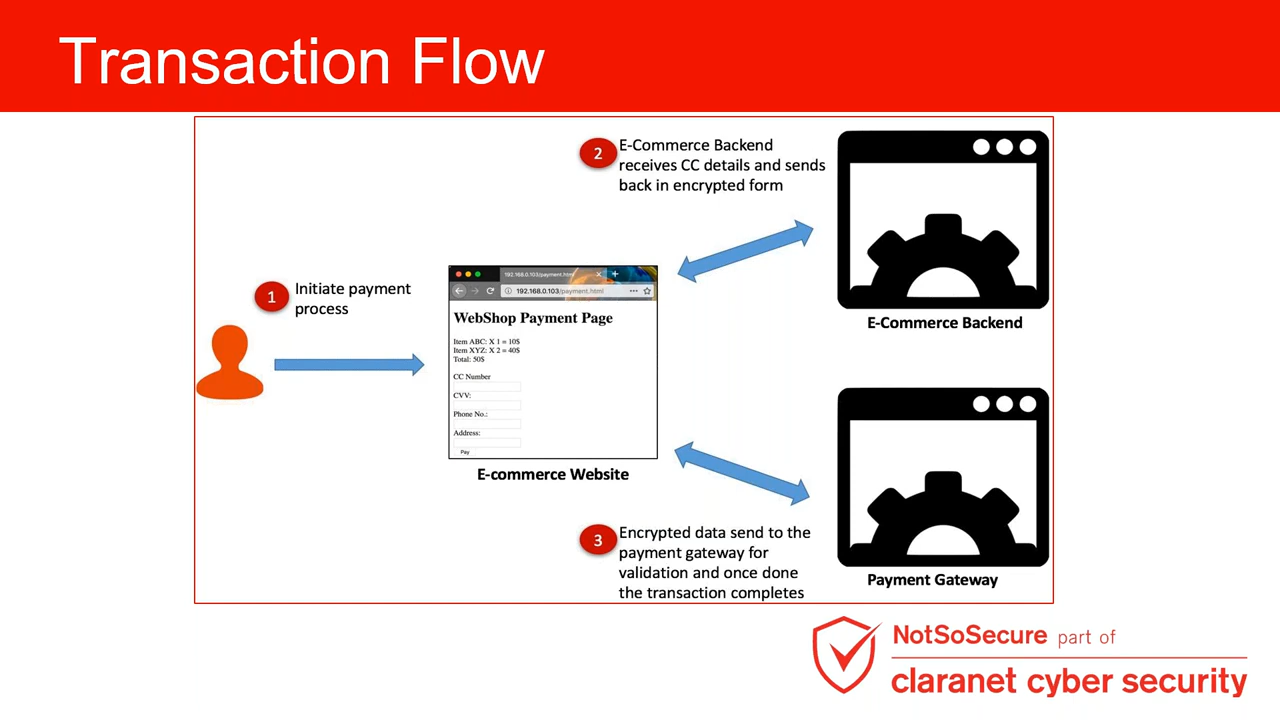 Transaction Flow
1
Initiate payment
process
2
E-Commerce Backend
receives CC details and sends
back in encrypted form
192.168.0.103/payment.html
192.168.0.103/payment.html
WebShop Payment Page
Item ABC: X 1 = 10$
Item XYZ: X 2 = 40$
Total: 50$
CC Number
CVV:
Phone No.:
Address:
Pay
E-commerce Website
E-Commerce Backend
3
Encrypted data send to the
payment gateway for
validation and once done
the transaction completes
Payment Gateway
NotSoSecure part of
claranet cyber security